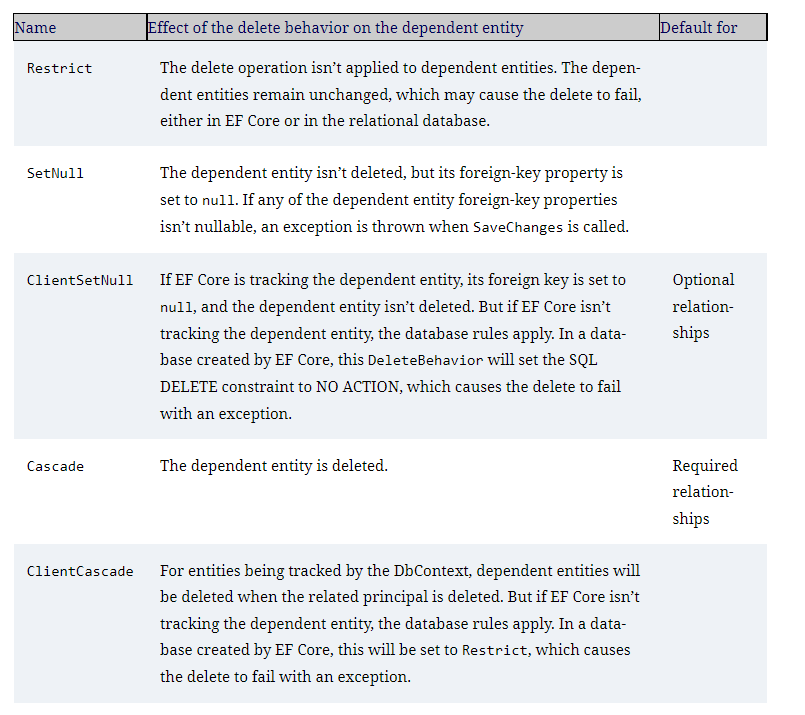 Name Effect of the delete behavior on the dependent entity Default for
Restrict The delete operation isn’t applied to dependent entities. The depen-
dent entities remain unchanged, which may cause the delete to fail,
either in EF Core or in the relational database.
SetNull The dependent entity isn’t deleted, but its foreign-key property is
set to null. If any of the dependent entity foreign-key properties
isn’t nullable, an exception is thrown when SaveChanges is called.
ClientSetNull If EF Core is tracking the dependent entity, its foreign key is set to Optional
null, and the dependent entity isn’t deleted. But if EF Core isn’t relation-
tracking the dependent entity, the database rules apply. In a data- ships
base created by EF Core, this DeleteBehavior will set the SQL
DELETE constraint to NO ACTION, which causes the delete to fail
with an exception.
Cascade The dependent entity is deleted. Required
relation-
ships
ClientCascade For entities being tracked by the DbContext, dependent entities will
be deleted when the related principal is deleted. But if EF Core isn’t
tracking the dependent entity, the database rules apply. In a data-
base created by EF Core, this will be set to Restrict, which causes
the delete to fail with an exception.